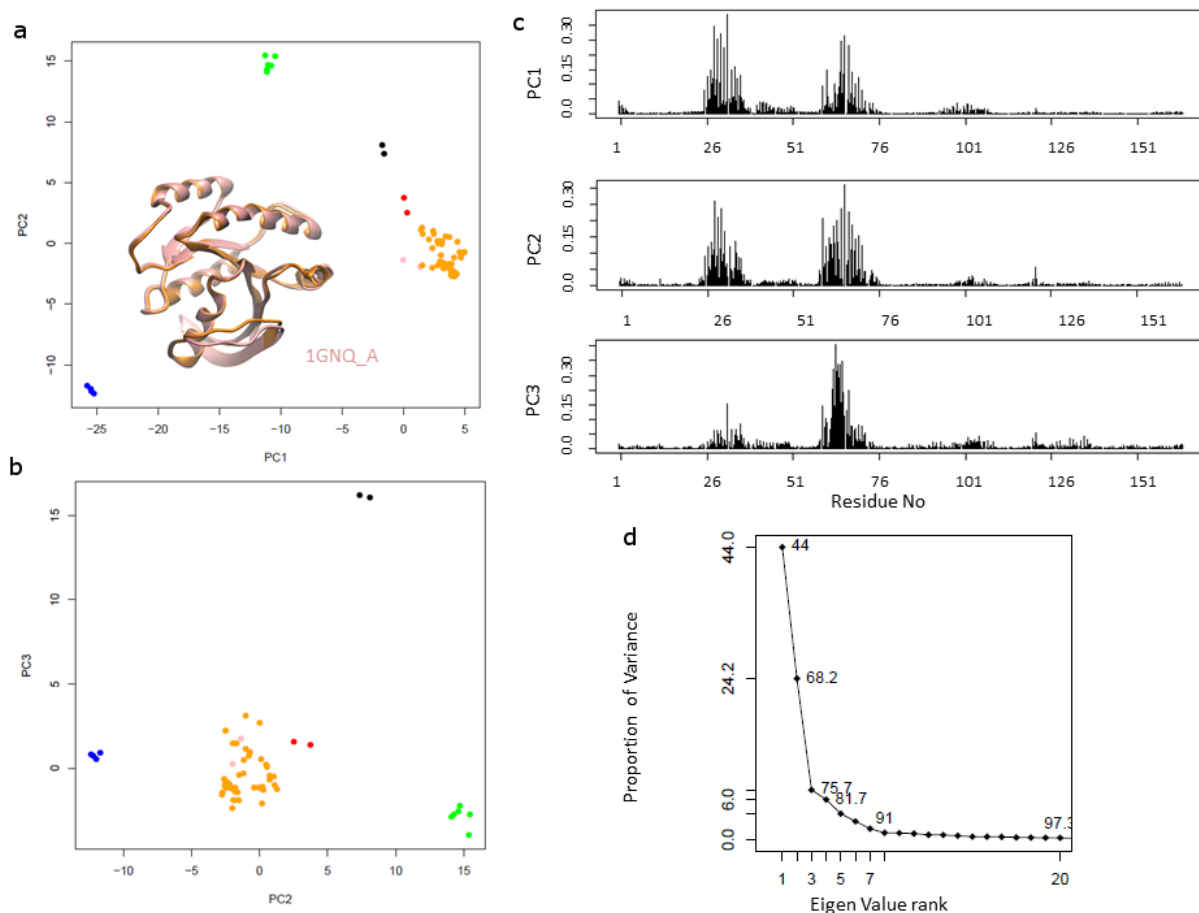 a
PC2
15
10
5
0
−5
−10
1GNQ_A
−25 −20 −15 −10 −5 0 5
PC1
b
PC3
15
10
5
0
−10 −5 0 5 10 15
PC2
c
PC1
0.30
0.15
0.0
1 26 51 76 101 126 151
PC2
0.30
0.15
0.0
1 26 51 76 101 126 151
PC3
0.30
0.15
0.0
1 26 51 76 101 126 151
Residue No
d
Proportion of Variance
44.0
24.2
6.0
0.0
44
68.2
75.7
81.7
91
97.3
1 3 5 7 20
Eigen Value rank